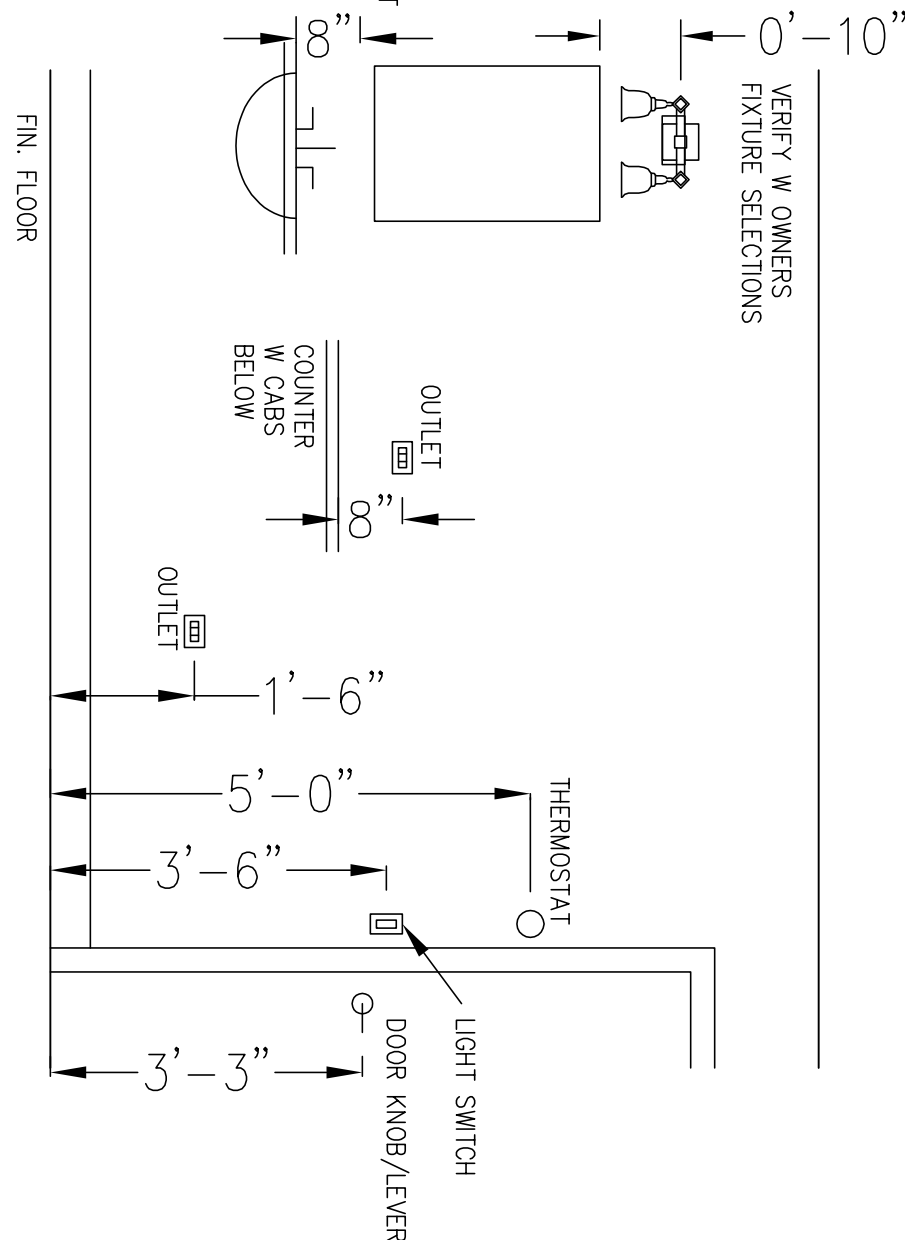 0'-10"
VERIFY W OWNERS
FIXTURE SELECTIONS
8"
FIN. FLOOR
COUNTER
W CABS
BELOW
OUTLET
8"
OUTLET
1'-6"
5'-0"
THERMOSTAT
3'-6"
LIGHT SWITCH
DOOR KNOB/LEVER
3'-3"